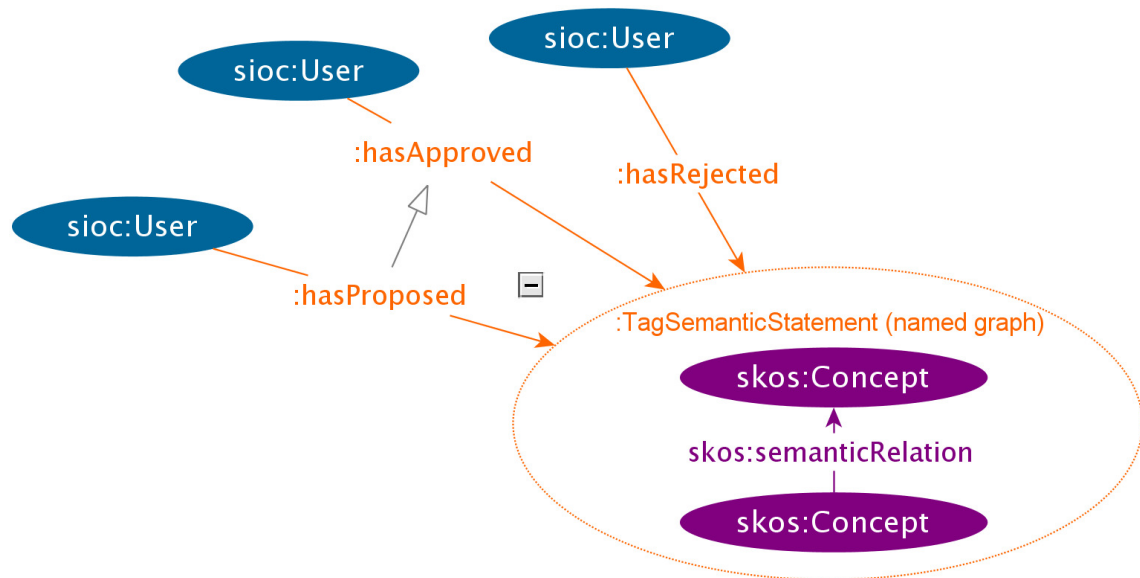 sioc:User
sioc:User
:hasApproved
:hasRejected
sioc:User
:hasProposed
:TagSemanticStatement (named graph)
skos:Concept
skos:semanticRelation
skos:Concept